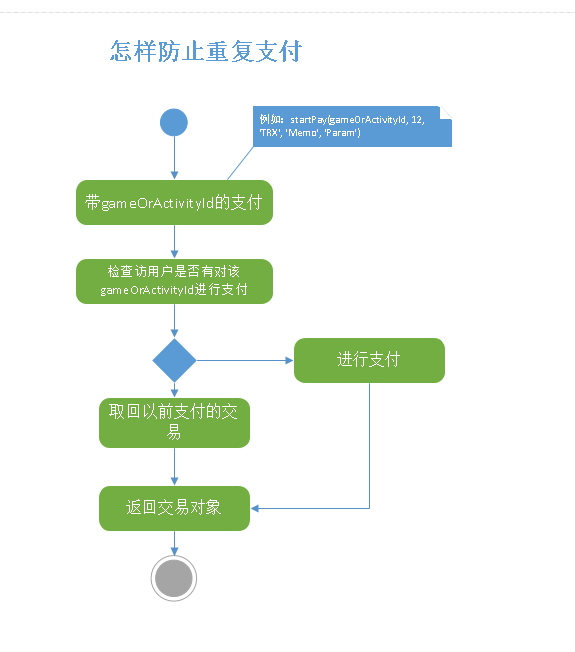 怎样防止重复支付
例如：startPay(gameOrActivityId, 12,
'TRX', 'Memo', 'Param')
带gameOrActivityId的支付
检查访用户是否有对该
gameOrActivityId进行支付
进行支付
取回以前支付的交
易
返回交易对象